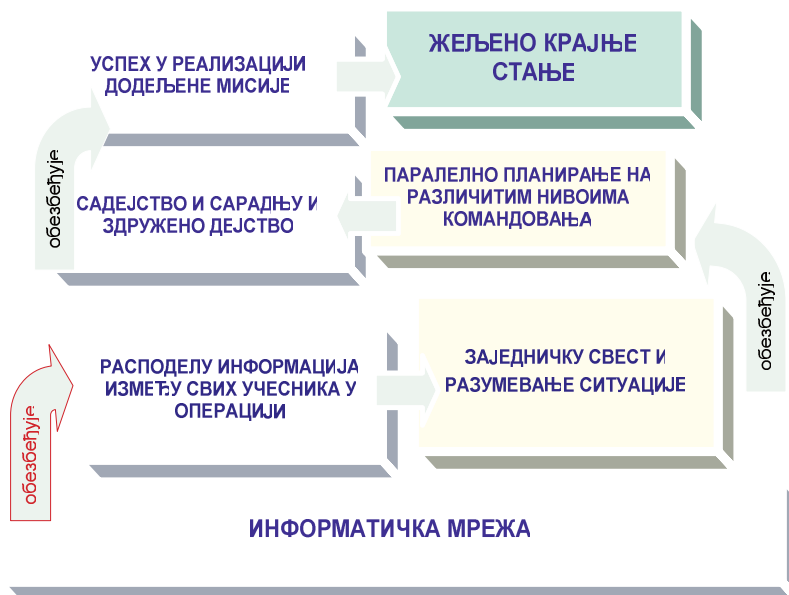 УСПЕХ У РЕАЛИЗАЦИЈИ
ДОДЕЉЕНЕ МИСИЈЕ
ЖЕЉЕНО КРАЈЊЕ
СТАЊЕ
обезбеђује
САДЕЈСТВО И САРАДЊУ И
ЗДРУЖЕНО ДЕЈСТВО
ПАРАЛЕЛНО ПЛАНИРАЊЕ НА
РАЗЛИЧИТИМ НИВОИМА
КОМАНДОВАЊА
обезбеђује
РАСПОДЕЛУ ИНФОРМАЦИЈА
ИЗМЕЂУ СВИХ УЧЕСНИКА У
ОПЕРАЦИЈИ
ЗАЈЕДНИЧКУ СВЕСТ И
РАЗУМЕВАЊЕ СИТУАЦИЈЕ
обезбеђује
ИНФОРМАТИЧКА МРЕЖА